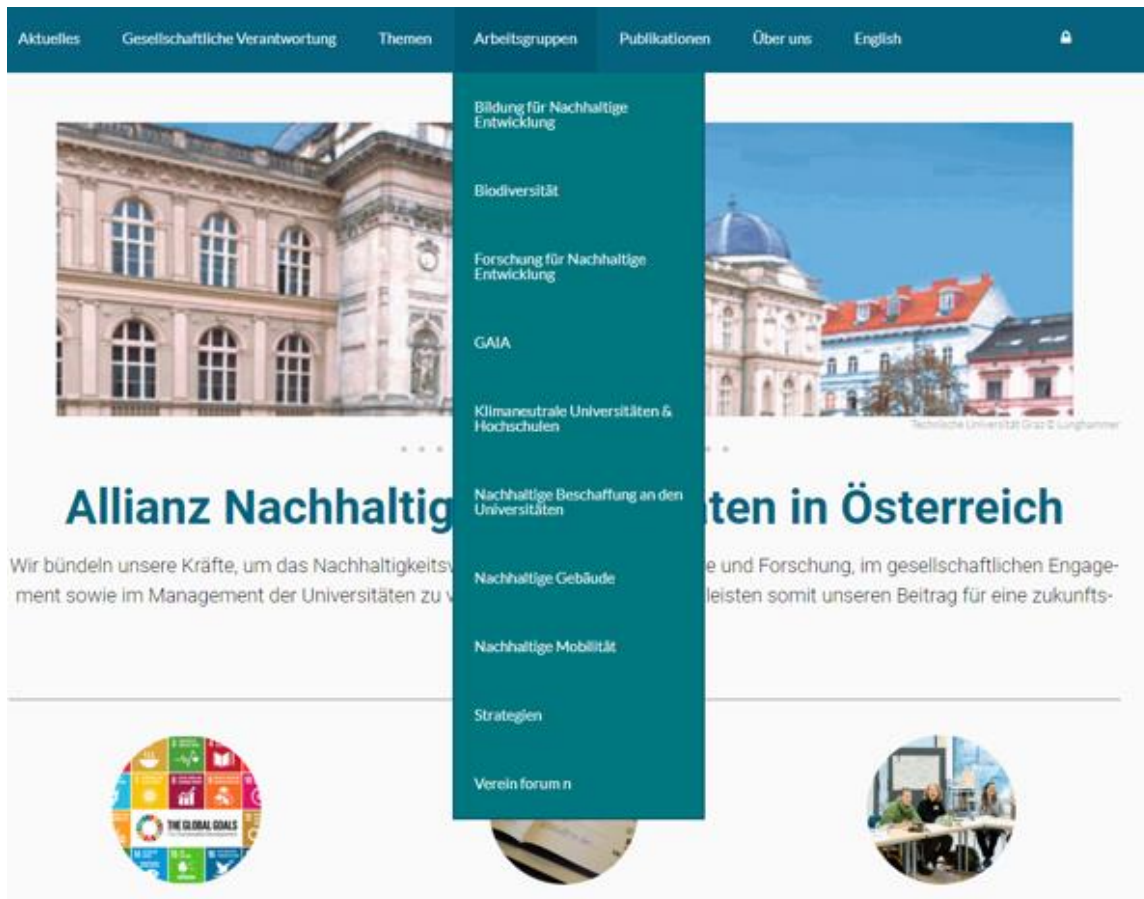 Aktuelles Gesellschaftliche Verantwortung Themen Arbeitsgruppen Publikationen Über uns English
Bildung für Nachhaltige
Entwicklung
Biodiversität
Forschung für Nachhaltige
Entwicklung
GAIA
Klimaneutrale Universitäten &
Hochschulen
Nachhaltige Beschaffung an den
Universitäten
Nachhaltige Gebäude
Nachhaltige Mobilität
Strategien
Verein forum n
Technische Universität Graz © Lunghammer
Allianz Nachhaltig ten in Österreich
Wir bündeln unsere Kräfte, um das Nachhaltigkeitsv e und Forschung, im gesellschaftlichen Engage-
ment sowie im Management der Universitäten zu v leisten somit unseren Beitrag für eine zukunfts-
THE GLOBAL GOALS